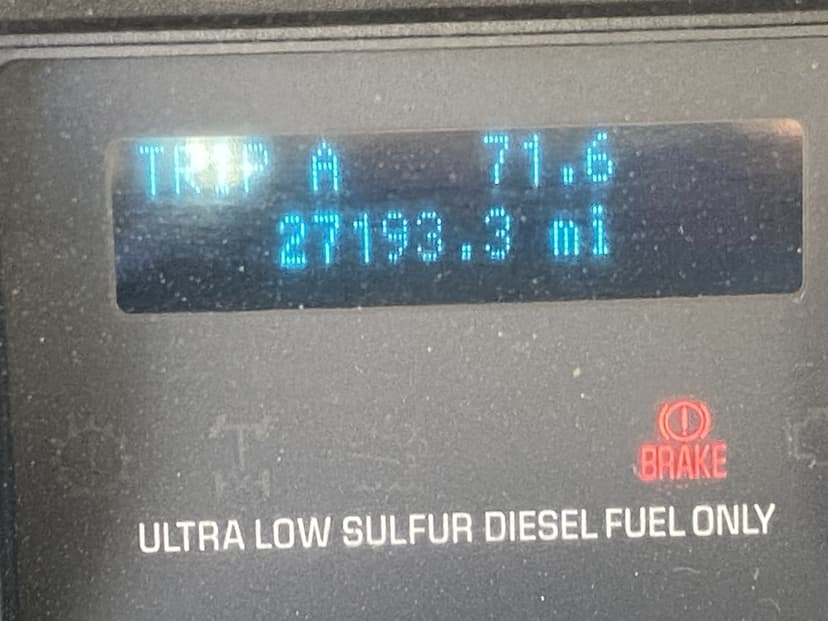 TRIP A 71.6
27193.3 mi
BRAKE
ULTRA LOW SULFUR DIESEL FUEL ONLY